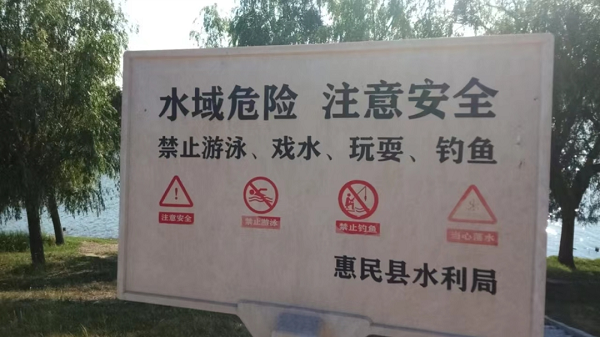 水域危险 注意安全
禁止游泳、戏水、玩耍、钓鱼
注意安全 禁止游泳 禁止钓鱼 当心落水
惠民县水利局